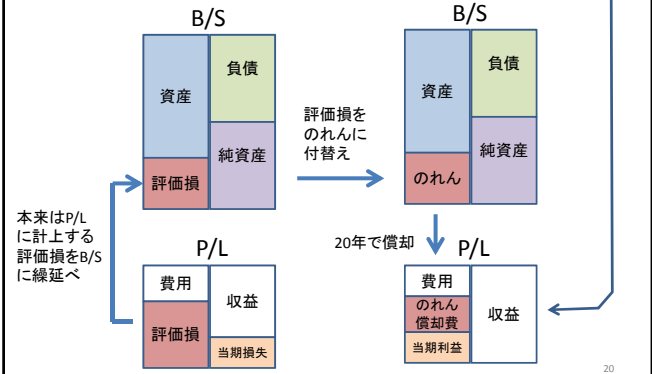 B/S
資産
負債
純資産
評価損
評価損を
のれんに
付替え
B/S
資産
負債
純資産
のれん
本来はP/L
に計上する
評価損をB/S
に繰延べ
P/L
費用
評価損
収益
当期損失
20年で償却
P/L
費用
のれん
償却費
当期利益
収益
20